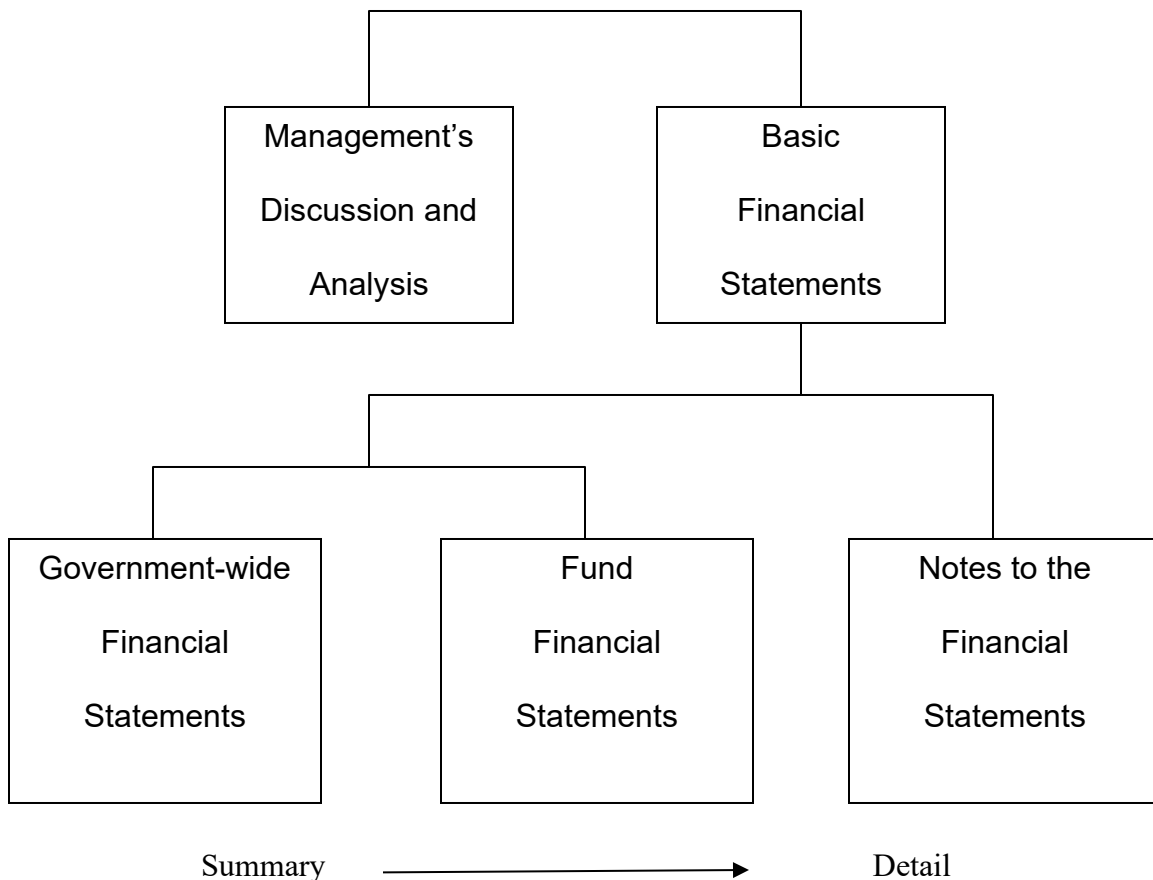 Management’s
Discussion and
Analysis
Basic
Financial
Statements
Government-wide
Financial
Statements
Fund
Financial
Statements
Notes to the
Financial
Statements
Summary
Detail